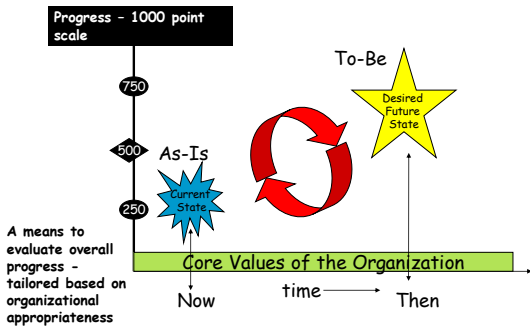 Progress - 1000 point
scale
To-Be
750
Desired
Future
State
500
As-Is
Current
State
250
A means to
evaluate overall
progress -
tailored based on
organizational
appropriateness
Core Values of the Organization
Now
time
Then